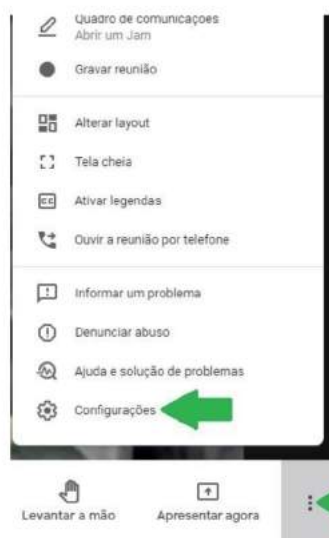 Quadro de comunicações
Abrir um Jam
Gravar reunião
Alterar layout
Tela cheia
CC
Ativar legendas
Ouvir a reunião por telefone
Informar um problema
Denunciar abuso
Ajuda e solução de problemas
Configurações
Levantar a mão
Apresentar agora